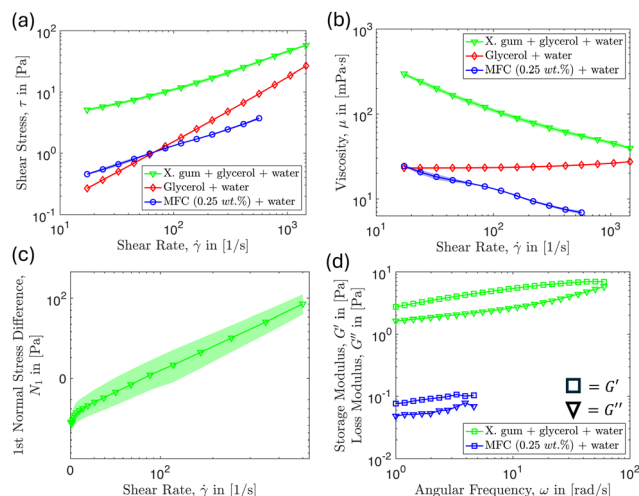 (a)
10²
10¹
10⁰
10⁻¹
Shear Stress, τ in [Pa]
X. gum + glycerol + water
Glycerol + water
MFC (0.25 wt.%) + water
10¹
10²
10³
Shear Rate, γ̇ in [1/s]
(b)
10³
10²
10¹
Viscosity, μ in [mPa·s]
X. gum + glycerol + water
Glycerol + water
MFC (0.25 wt.%) + water
10¹
10²
10³
Shear Rate, γ̇ in [1/s]
(c)
10²
0
1st Normal Stress Difference,
N₁ in [Pa]
0
10²
Shear Rate, γ̇ in [1/s]
(d)
10¹
10⁰
10⁻¹
10⁻²
Storage Modulus, G′ in [Pa]
Loss Modulus, G″ in [Pa]
= G′
= G″
X. gum + glycerol + water
MFC (0.25 wt.%) + water
10⁰
10¹
10²
Angular Frequency, ω in [rad/s]